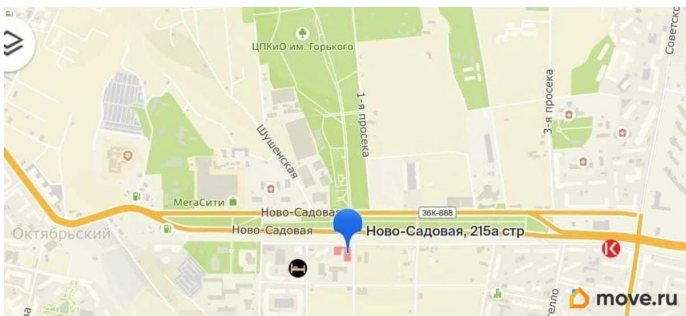 ЦПКиО им. Горького
Советск
1-я просека
3-я просека
Шушенская
МегаСити
Ново-Садовая
36К-888
Октябрьский
Ново-Садовая
Ново-Садовая, 215а стр
K
move.ru